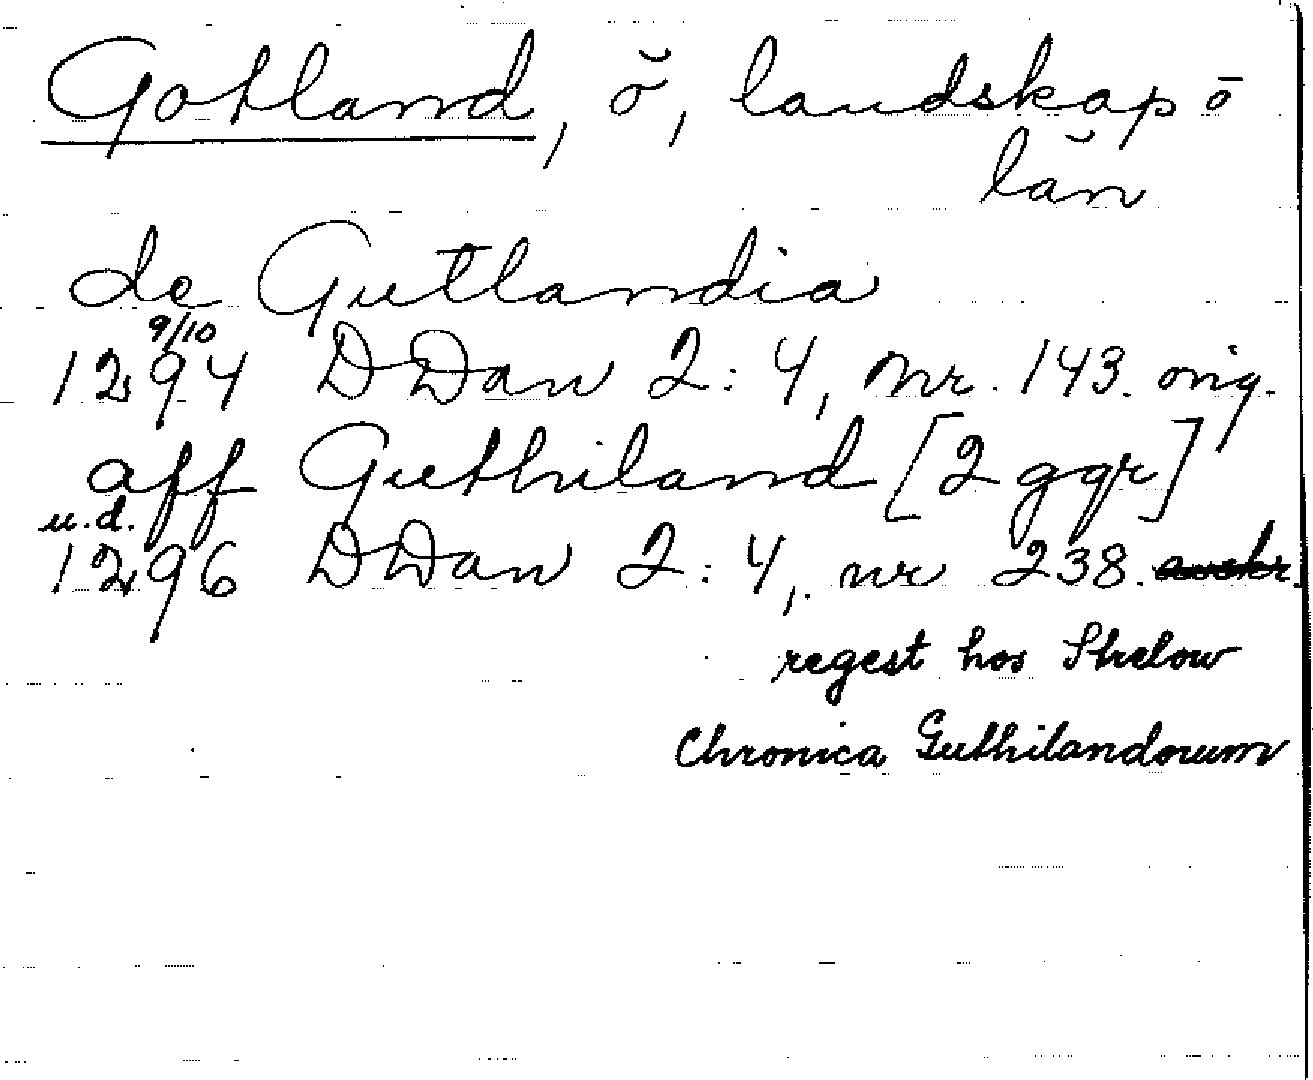 Gotland, ö, landskap o
län
de Gutlandia
9/10
1294 DDan 2:4, nr. 143. orig.
aff Guthiland [2 ggr]
u.d.
1296 DDan 2:4, nr 238. avskr.
regest hos Strelow
Chronica Guthilandorum